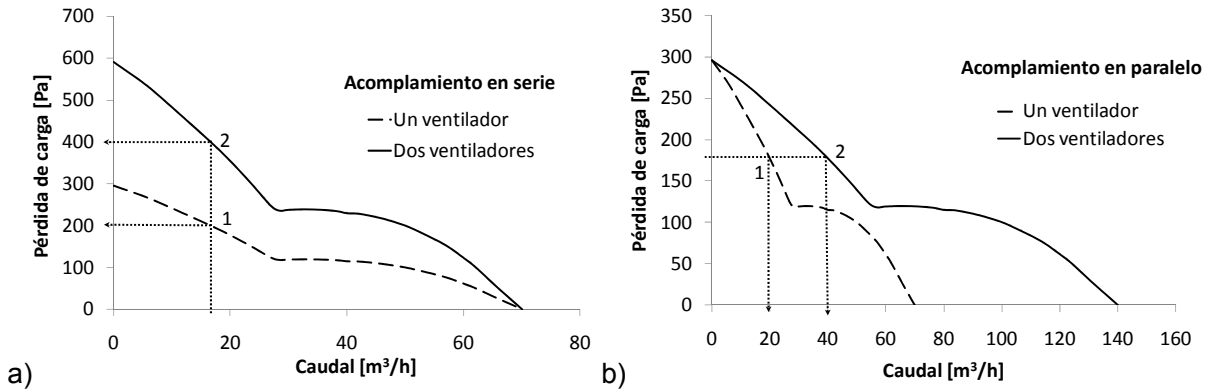 700
600
500
400
300
200
100
0
Pérdida de carga [Pa]
Acomplamiento en serie
Un ventilador
Dos ventiladores
2
1
0 20 40 60 80
Caudal [m³/h]
a)
350
300
250
200
150
100
50
0
Pérdida de carga [Pa]
Acomplamiento en paralelo
Un ventilador
Dos ventiladores
1
2
0 20 40 60 80 100 120 140 160
Caudal [m³/h]
b)